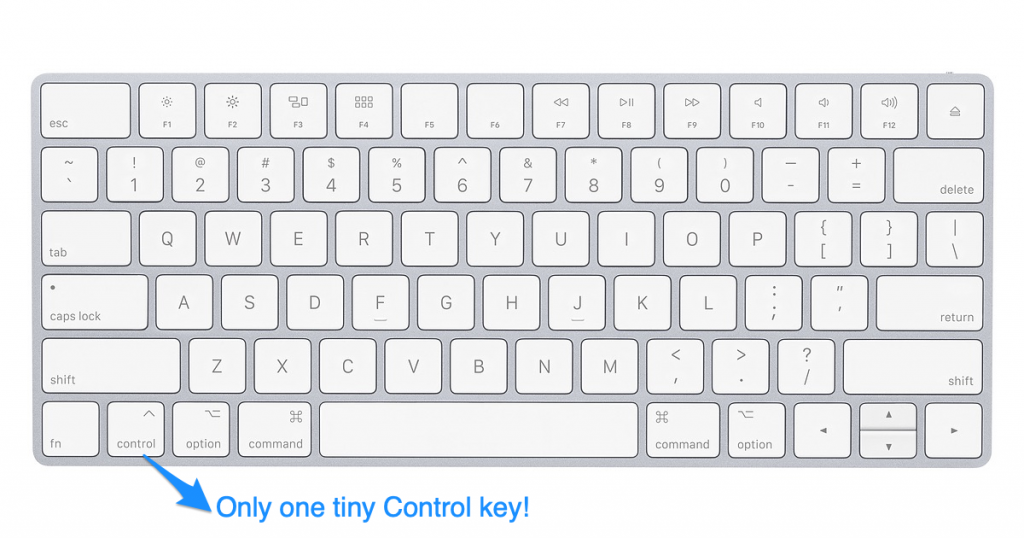 esc F1 F2 F3 F4 F5 F6 F7 F8 F9 F10 F11 F12
~ ! @ # $ % ^ & * ( ) — +
` 1 2 3 4 5 6 7 8 9 0 - = delete
tab Q W E R T Y U I O P { [ } ] | \
caps lock A S D F G H J K L : ; " ' return
shift Z X C V B N M < , > . ? / shift
fn control option command command option
Only one tiny Control key!